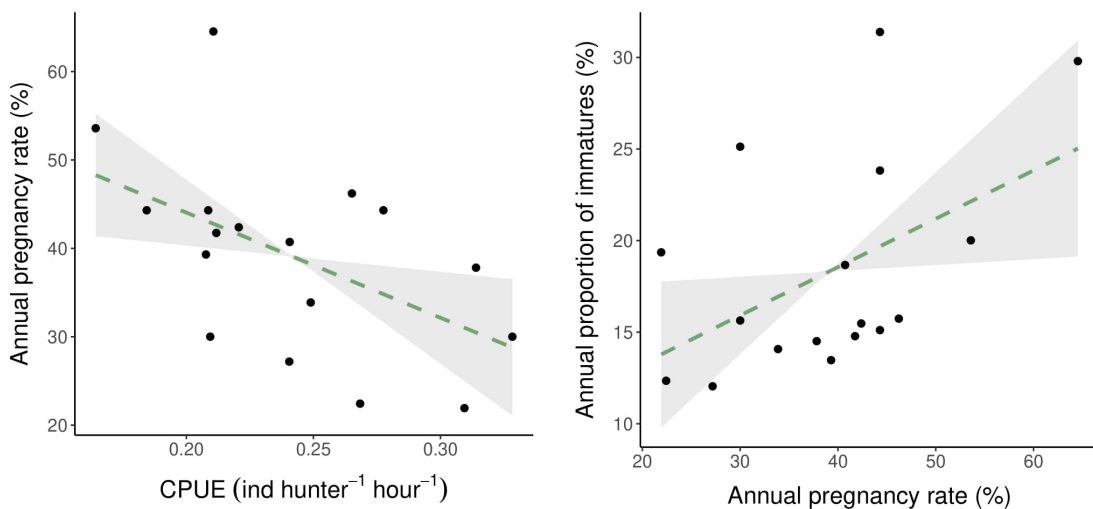 Annual pregnancy rate (%)
60
50
40
30
20
0.20 0.25 0.30
CPUE (ind hunter⁻¹ hour⁻¹)
Annual proportion of immatures (%)
30
25
20
15
10
20 30 40 50 60
Annual pregnancy rate (%)